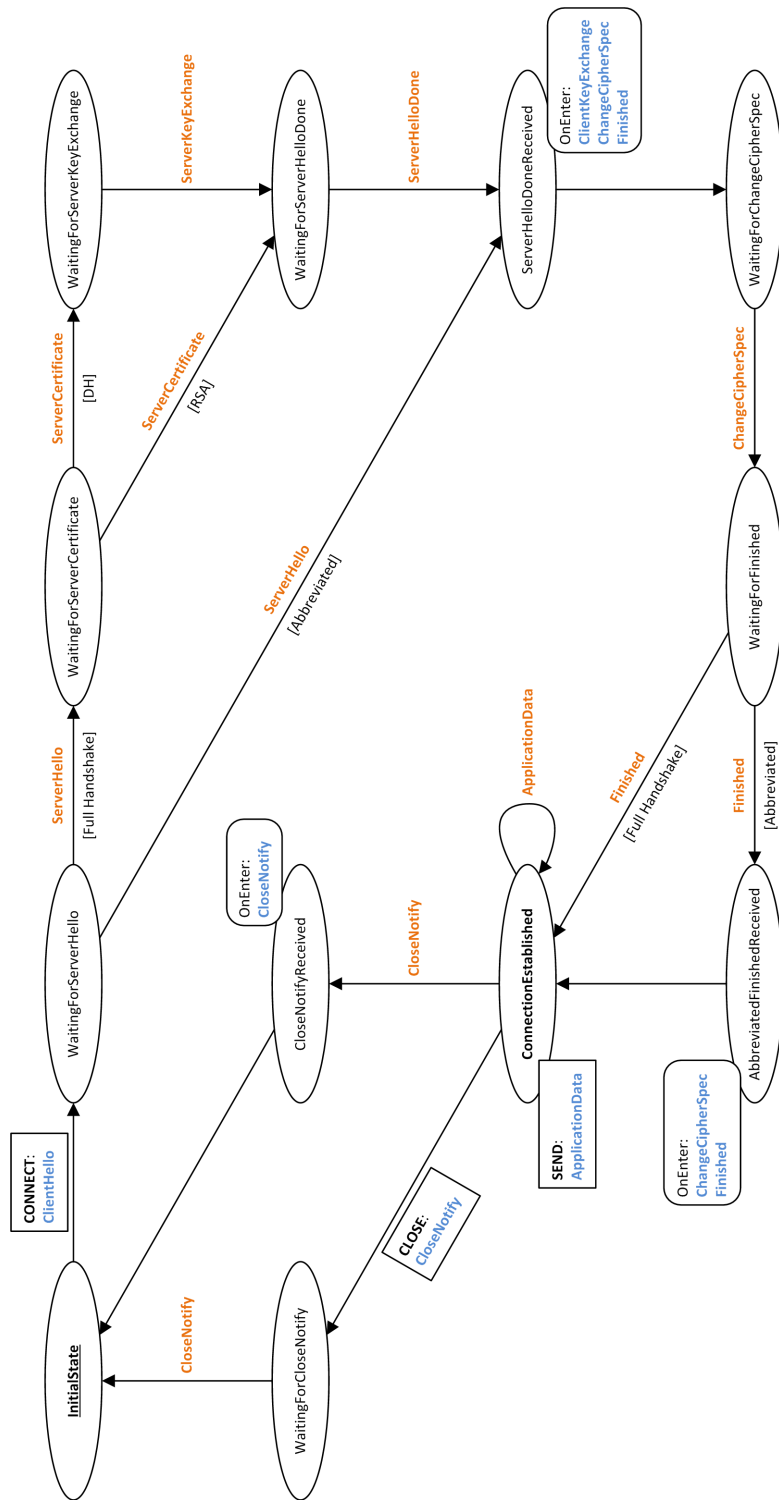 InitialState
CONNECT:
ClientHello
WaitingForServerHello
ServerHello
[Full Handshake]
WaitingForServerCertificate
ServerCertificate
[DH]
WaitingForServerKeyExchange
CloseNotify
ServerHello
[Abbreviated]
ServerCertificate
[RSA]
ServerKeyExchange
WaitingForCloseNotify
CloseNotifyReceived
OnEnter:
CloseNotify
WaitingForServerHelloDone
CLOSE:
CloseNotify
CloseNotify
ServerHelloDone
ConnectionEstablished
SEND:
ApplicationData
ApplicationData
ServerHelloDoneReceived
OnEnter:
ClientKeyExchange
ChangeCipherSpec
Finished
Finished
[Full Handshake]
OnEnter:
ChangeCipherSpec
Finished
AbbreviatedFinishedReceived
Finished
[Abbreviated]
WaitingForFinished
ChangeCipherSpec
WaitingForChangeCipherSpec